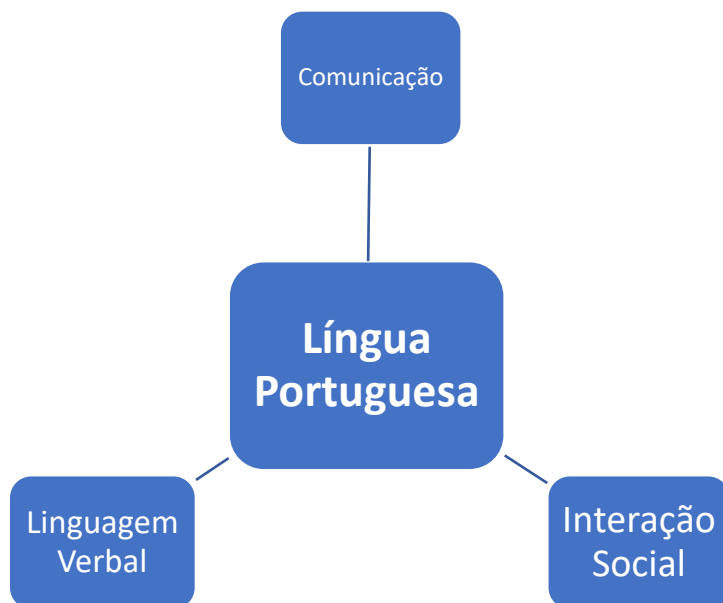 Comunicação
Língua
Portuguesa
Linguagem
Verbal
Interação
Social